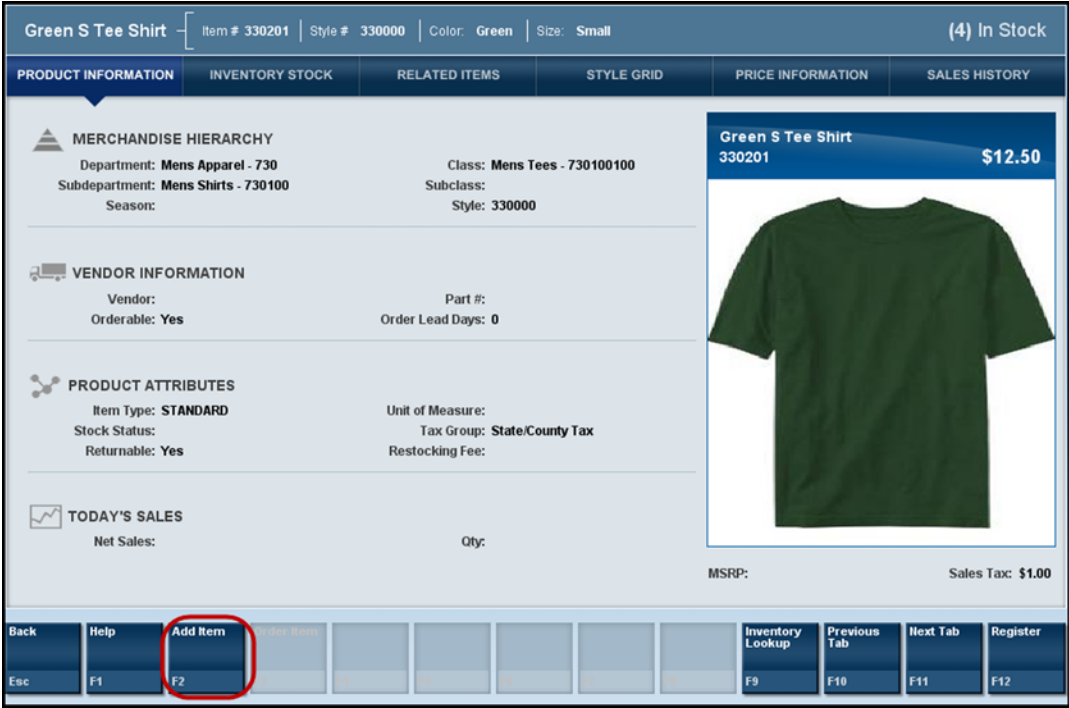 Green S Tee Shirt Item # 330201 Style # 330000 Color: Green Size: Small (4) In Stock
PRODUCT INFORMATION INVENTORY STOCK RELATED ITEMS STYLE GRID PRICE INFORMATION SALES HISTORY
MERCHANDISE HIERARCHY
Department: Mens Apparel - 730 Class: Mens Tees - 730100100
Subdepartment: Mens Shirts - 730100 Subclass:
Season: Style: 330000
VENDOR INFORMATION
Vendor: Part #:
Orderable: Yes Order Lead Days: 0
PRODUCT ATTRIBUTES
Item Type: STANDARD Unit of Measure:
Stock Status: Tax Group: State/County Tax
Returnable: Yes Restocking Fee:
TODAY'S SALES
Net Sales: Qty:
Green S Tee Shirt
330201 $12.50
MSRP: Sales Tax: $1.00
Back Help Add Item Order Item Inventory Previous Next Tab Register
Lookup Tab
Esc F1 F2 F9 F10 F11 F12